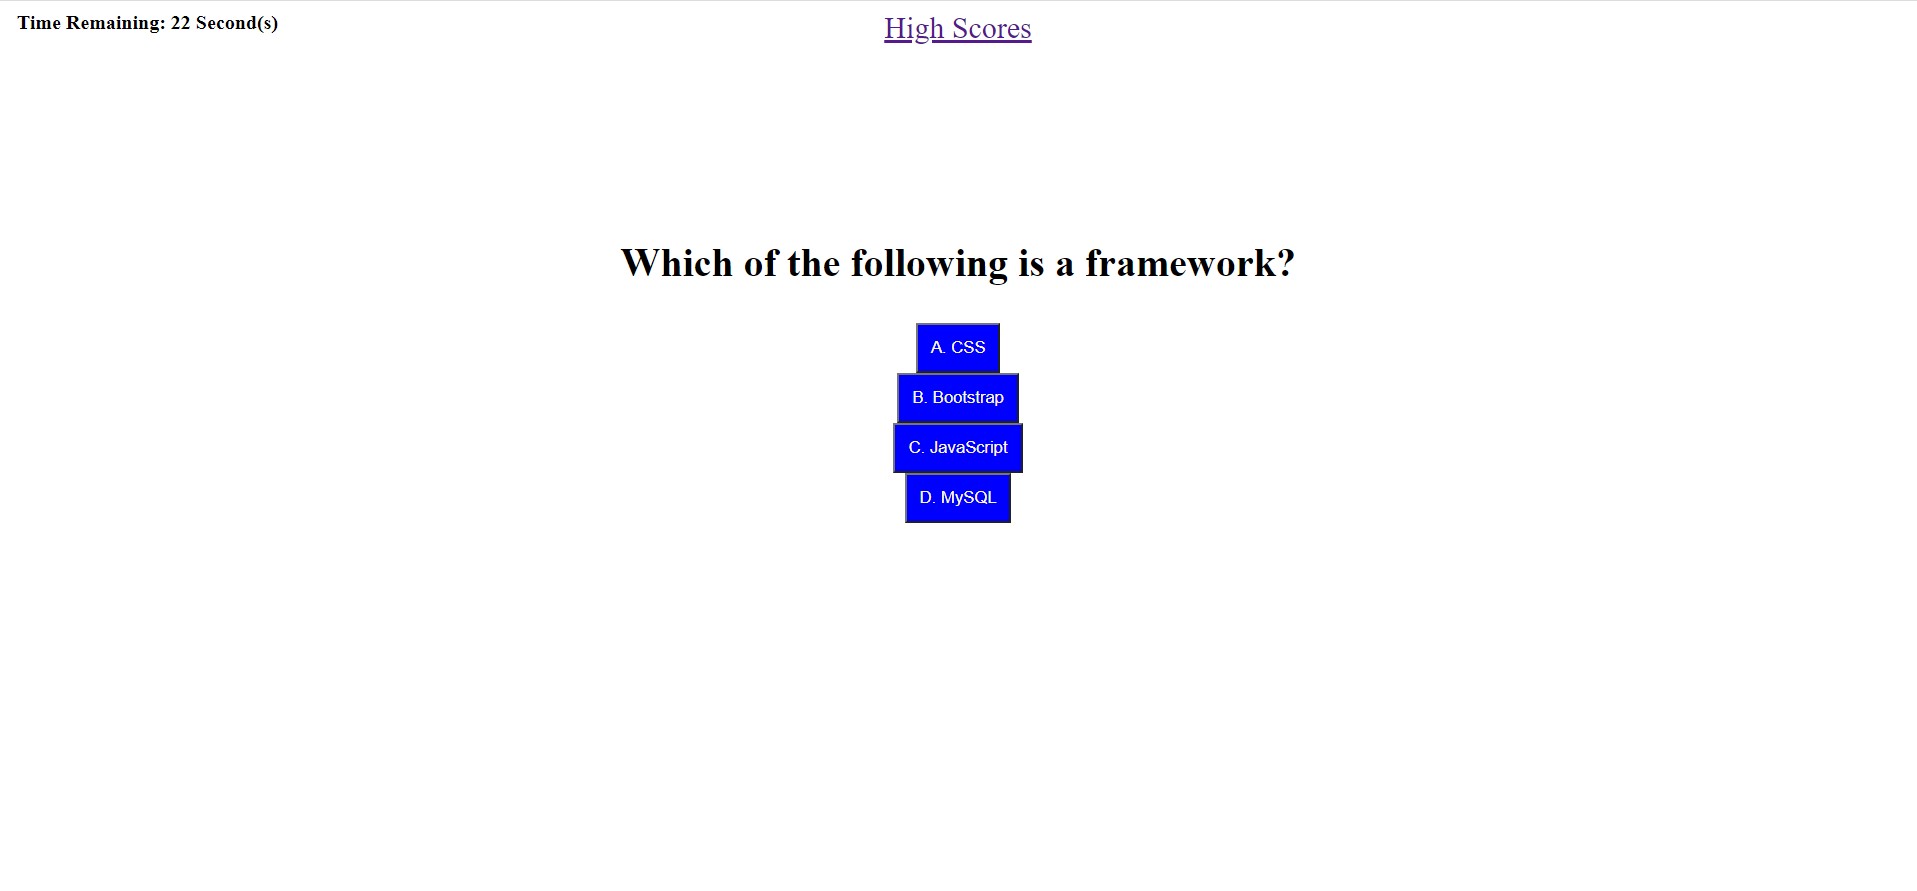 Time Remaining: 22 Second(s)
High Scores
Which of the following is a framework?
A. CSS
B. Bootstrap
C. JavaScript
D. MySQL